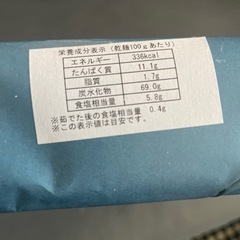 栄養成分表示(乾麺100gあたり)
エネルギー 336kcal
たんぱく質 11.1g
脂質 1.7g
炭水化物 69.0g
食塩相当量 5.8g
※茹でた後の食塩相当量 0.4g
※この表示値は目安です。